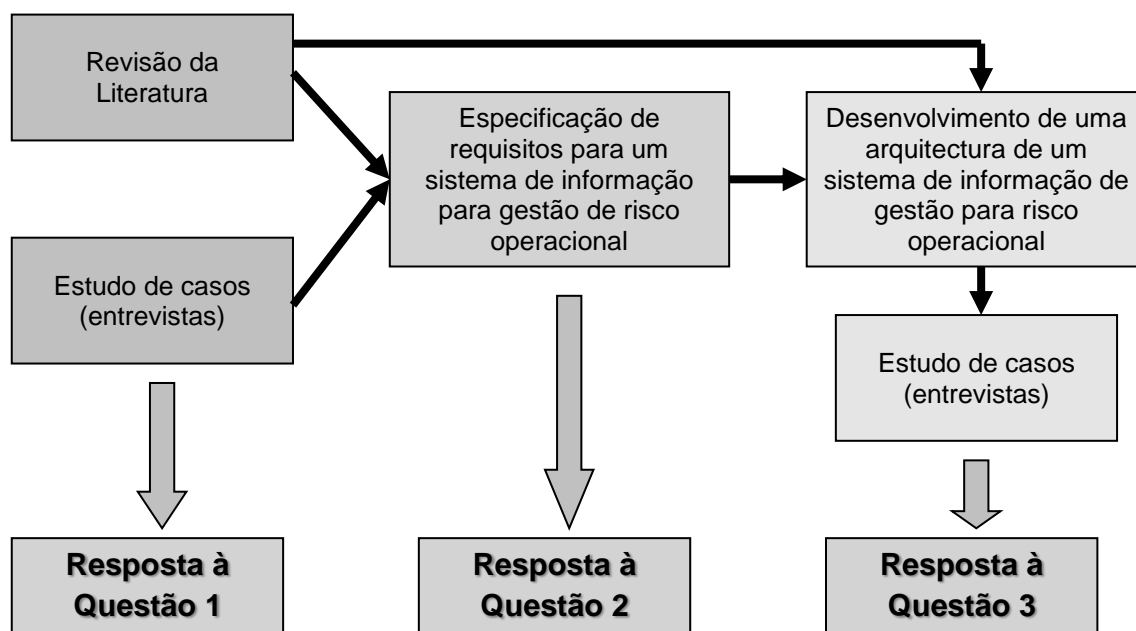 Revisão da
Literatura
Especificação de
requisitos para um
sistema de informação
para gestão de risco
operacional
Desenvolvimento de uma
arquitectura de um
sistema de informação de
gestão para risco
operacional
Estudo de casos
(entrevistas)
Estudo de casos
(entrevistas)
Resposta à
Questão 1
Resposta à
Questão 2
Resposta à
Questão 3